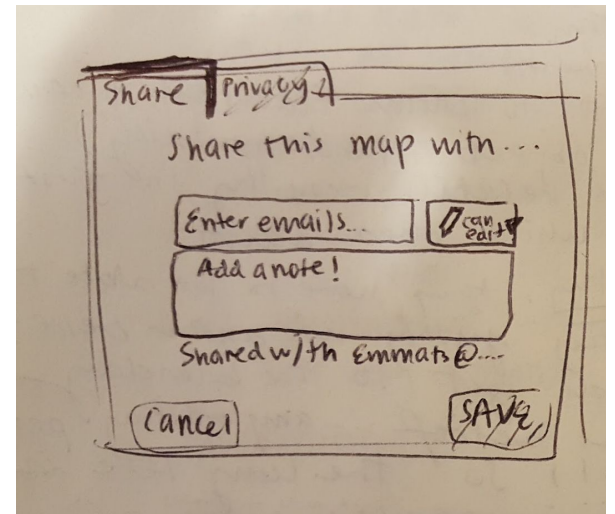 Share Privacy
Share this map with...
Enter emails... can edit
Add a note!
Shared w/th Emmats@....
Cancel SAVE